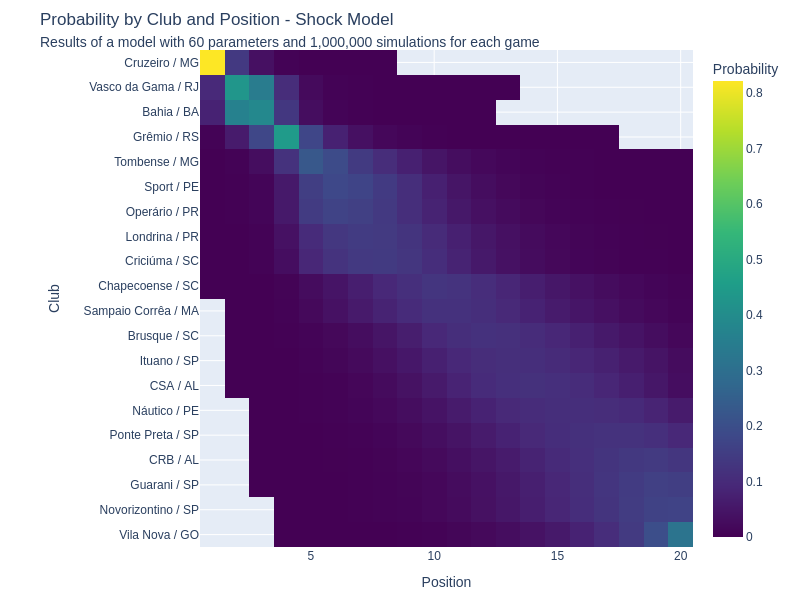 Probability by Club and Position - Shock Model
Results of a model with 60 parameters and 1,000,000 simulations for each game
Probability
Cruzeiro / MG
Vasco da Gama / RJ
Bahia / BA
Grêmio / RS
Tombense / MG
Sport / PE
Operário / PR
Londrina / PR
Criciúma / SC
Chapecoense / SC
Sampaio Corrêa / MA
Brusque / SC
Ituano / SP
CSA / AL
Náutico / PE
Ponte Preta / SP
CRB / AL
Guarani / SP
Novorizontino / SP
Vila Nova / GO
Club
5
10
15
20
Position
0.8
0.7
0.6
0.5
0.4
0.3
0.2
0.1
0